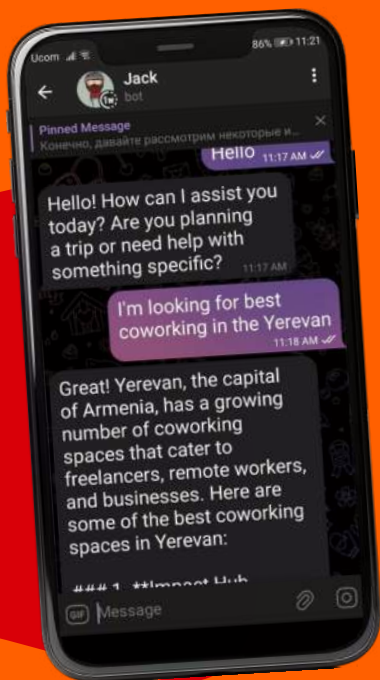 Ucom 86% 11:21
Jack
bot
Pinned Message
Конечно, давайте рассмотрим некоторые и...
Hello 11:17 AM
Hello! How can I assist you
today? Are you planning
a trip or need help with
something specific? 11:17 AM
I'm looking for best
coworking in the Yerevan
11:18 AM
Great! Yerevan, the capital
of Armenia, has a growing
number of coworking
spaces that cater to
freelancers, remote workers,
and businesses. Here are
some of the best coworking
spaces in Yerevan:
### 1. **Impact Hub
GIF Message